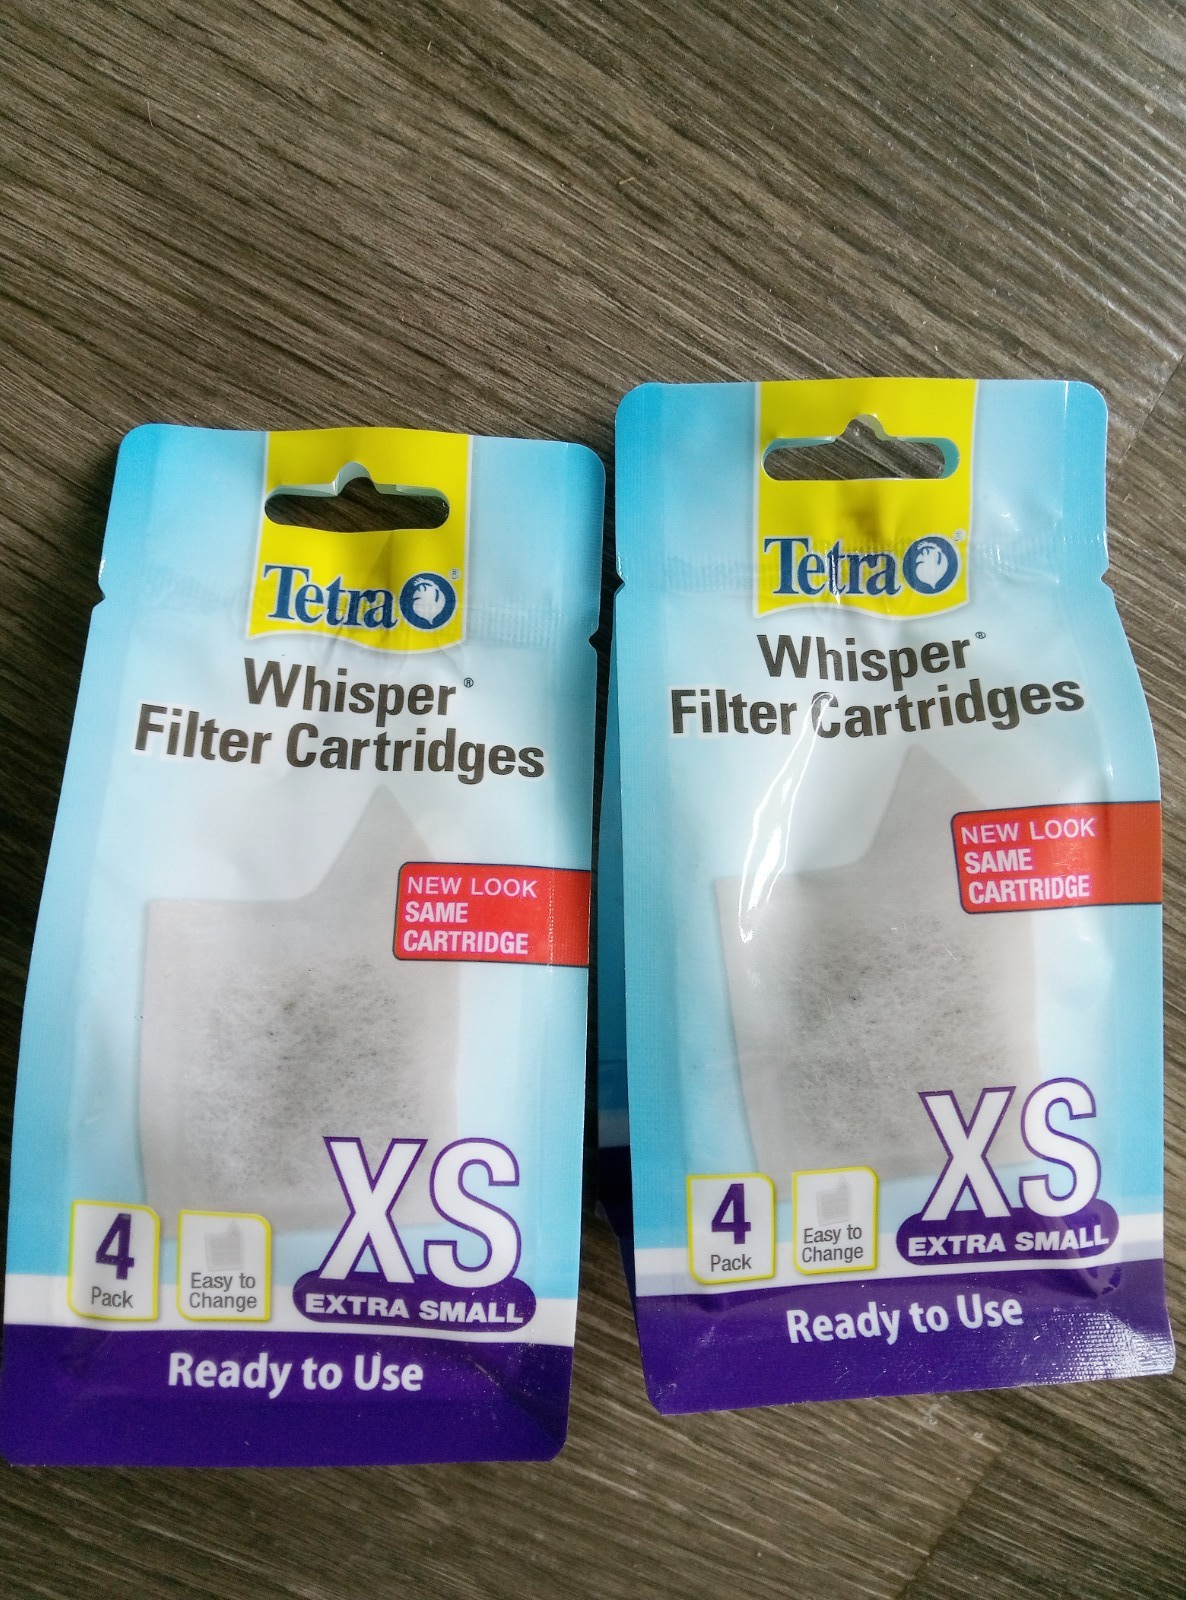 Tetra®
Whisper®
Filter Cartridges
NEW LOOK
SAME
CARTRIDGE
4
Pack
Easy to
Change
XS
EXTRA SMALL
Ready to Use
Tetra®
Whisper®
Filter Cartridges
NEW LOOK
SAME
CARTRIDGE
4
Pack
Easy to
Change
XS
EXTRA SMALL
Ready to Use